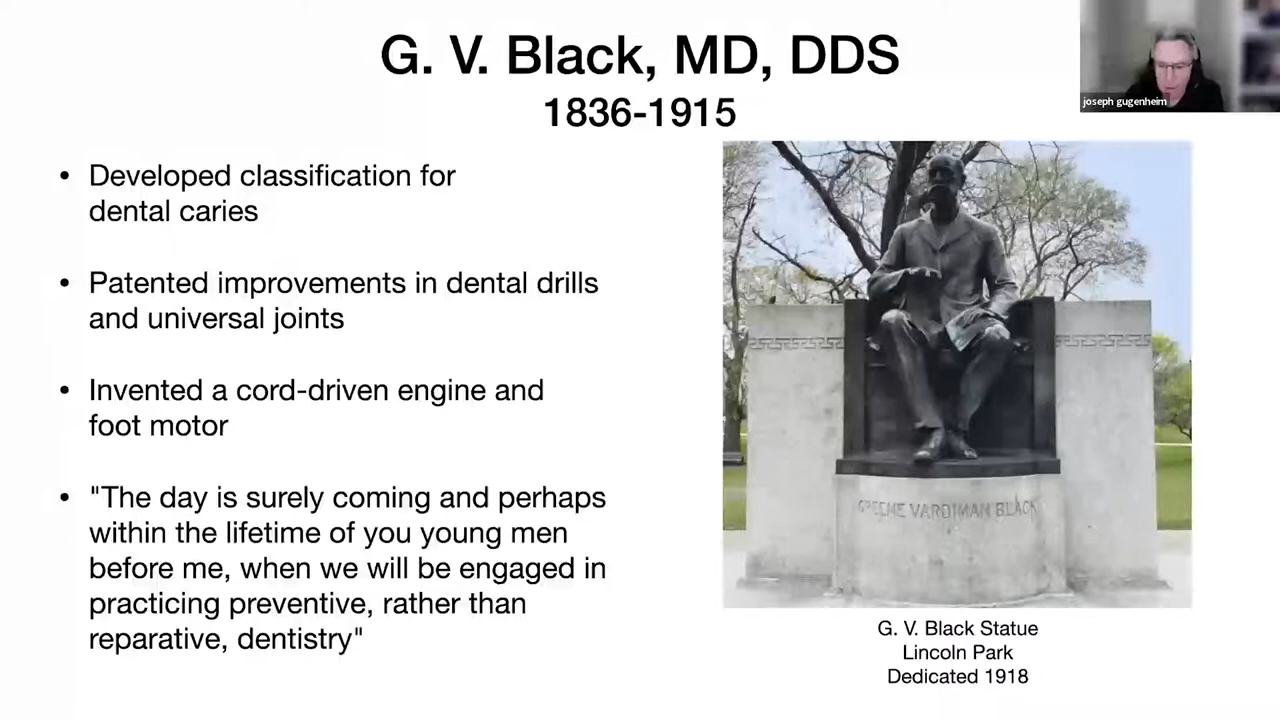 G. V. Black, MD, DDS
1836-1915
joseph gugenheim
• Developed classification for
dental caries
• Patented improvements in dental drills
and universal joints
• Invented a cord-driven engine and
foot motor
• "The day is surely coming and perhaps
within the lifetime of you young men
before me, when we will be engaged in
practicing preventive, rather than
reparative, dentistry"
GREENE VARDIMAN BLACK
G. V. Black Statue
Lincoln Park
Dedicated 1918